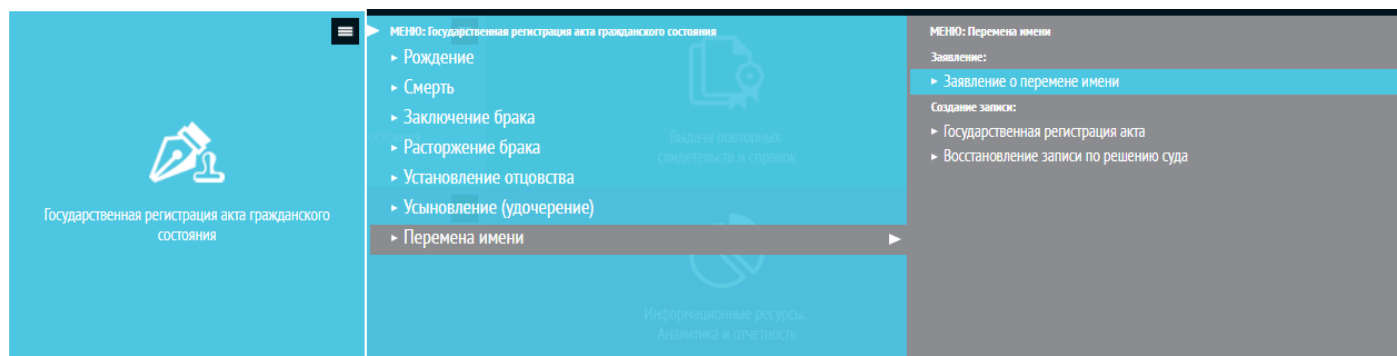 Государственная регистрация акта гражданского
состояния
МЕНЮ: Государственная регистрация акта гражданского состояния
► Рождение
► Смерть
► Заключение брака
► Расторжение брака
► Установление отцовства
► Усыновление (удочерение)
► Перемена имени
состояния
Выдача повторных
свидетельств и справок
Информационные ресурсы.
Аналитика и отчетность
МЕНЮ: Перемена имени
Заявление:
► Заявление о перемене имени
Создание записи:
► Государственная регистрация акта
► Восстановление записи по решению суда